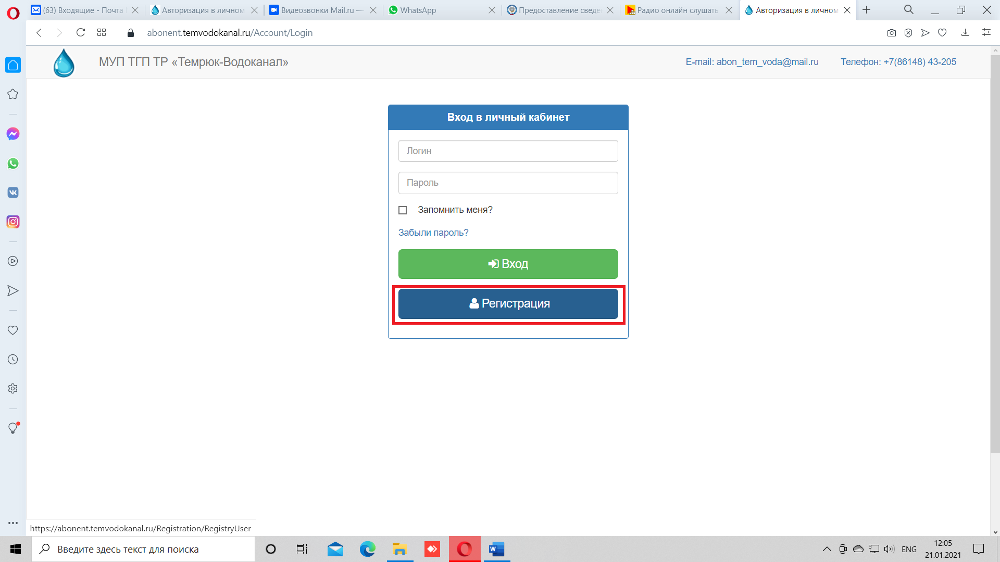 (63) Входящие - Почта
Авторизация в личном
Видеозвонки Mail.ru —
WhatsApp
Предоставление сведе
Радио онлайн слушать
Авторизация в личном
abonent.temvodokanal.ru/Account/Login
МУП ТГП ТР «Темрюк-Водоканал»
E-mail: abon_tem_voda@mail.ru
Телефон: +7(86148) 43-205
Вход в личный кабинет
Логин
Пароль
Запомнить меня?
Забыли пароль?
Вход
Регистрация
https://abonent.temvodokanal.ru/Registration/RegistryUser
Введите здесь текст для поиска
ENG
12:05
21.01.2021